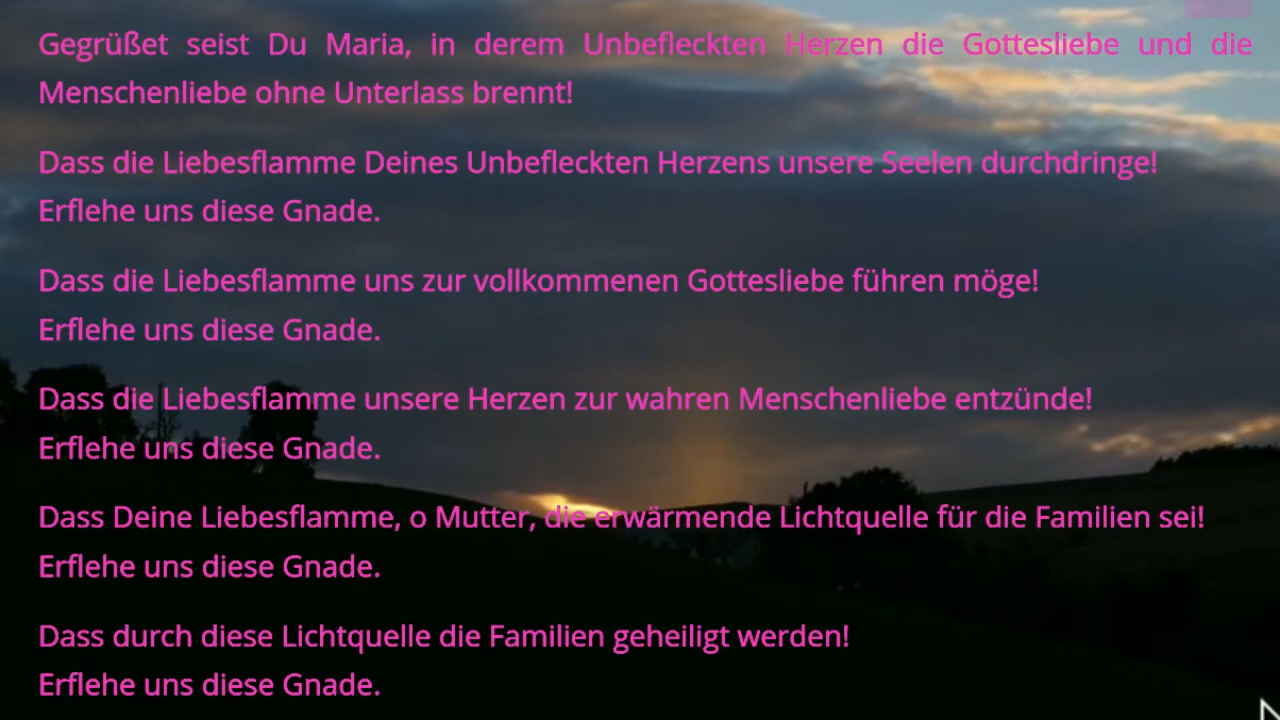 Gegrüßet seist Du Maria, in derem Unbefleckten Herzen die Gottesliebe und die
Menschenliebe ohne Unterlass brennt!
Dass die Liebesflamme Deines Unbefleckten Herzens unsere Seelen durchdringe!
Erflehe uns diese Gnade.
Dass die Liebesflamme uns zur vollkommenen Gottesliebe führen möge!
Erflehe uns diese Gnade.
Dass die Liebesflamme unsere Herzen zur wahren Menschenliebe entzünde!
Erflehe uns diese Gnade.
Dass Deine Liebesflamme, o Mutter, die erwärmende Lichtquelle für die Familien sei!
Erflehe uns diese Gnade.
Dass durch diese Lichtquelle die Familien geheiligt werden!
Erflehe uns diese Gnade.